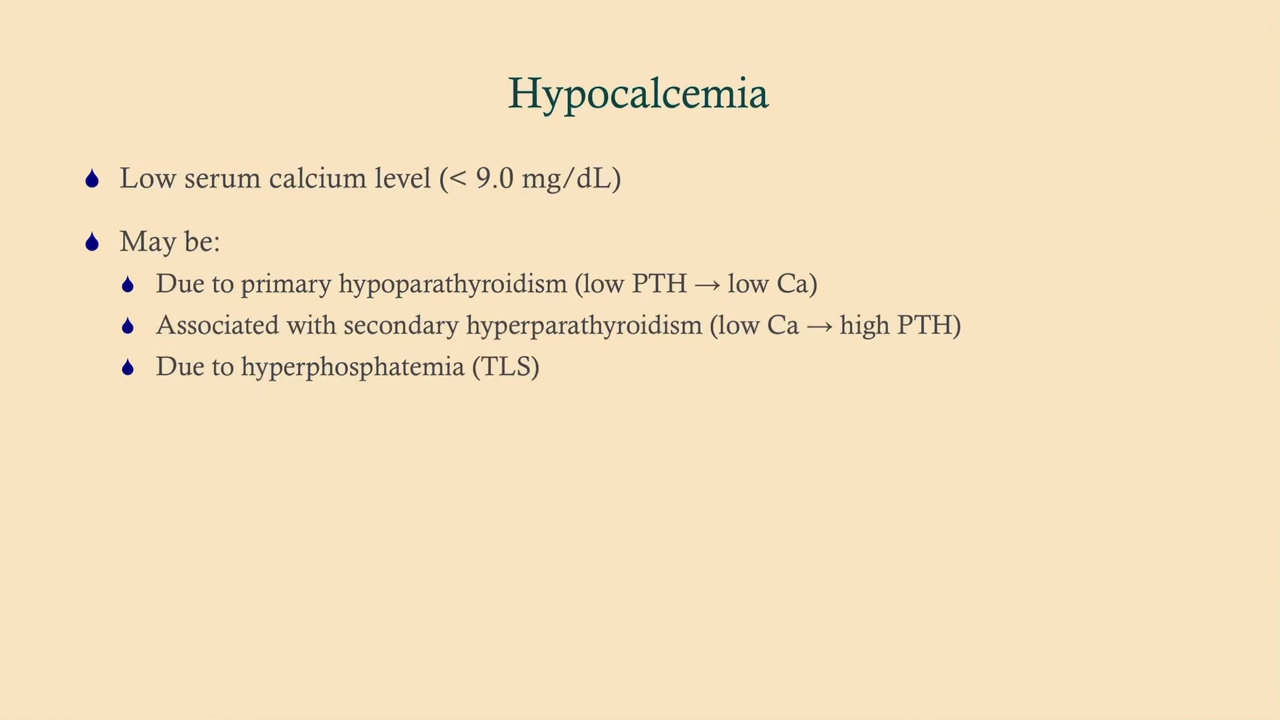 Hypocalcemia
Low serum calcium level (< 9.0 mg/dL)
May be:
Due to primary hypoparathyroidism (low PTH → low Ca)
Associated with secondary hyperparathyroidism (low Ca → high PTH)
Due to hyperphosphatemia (TLS)